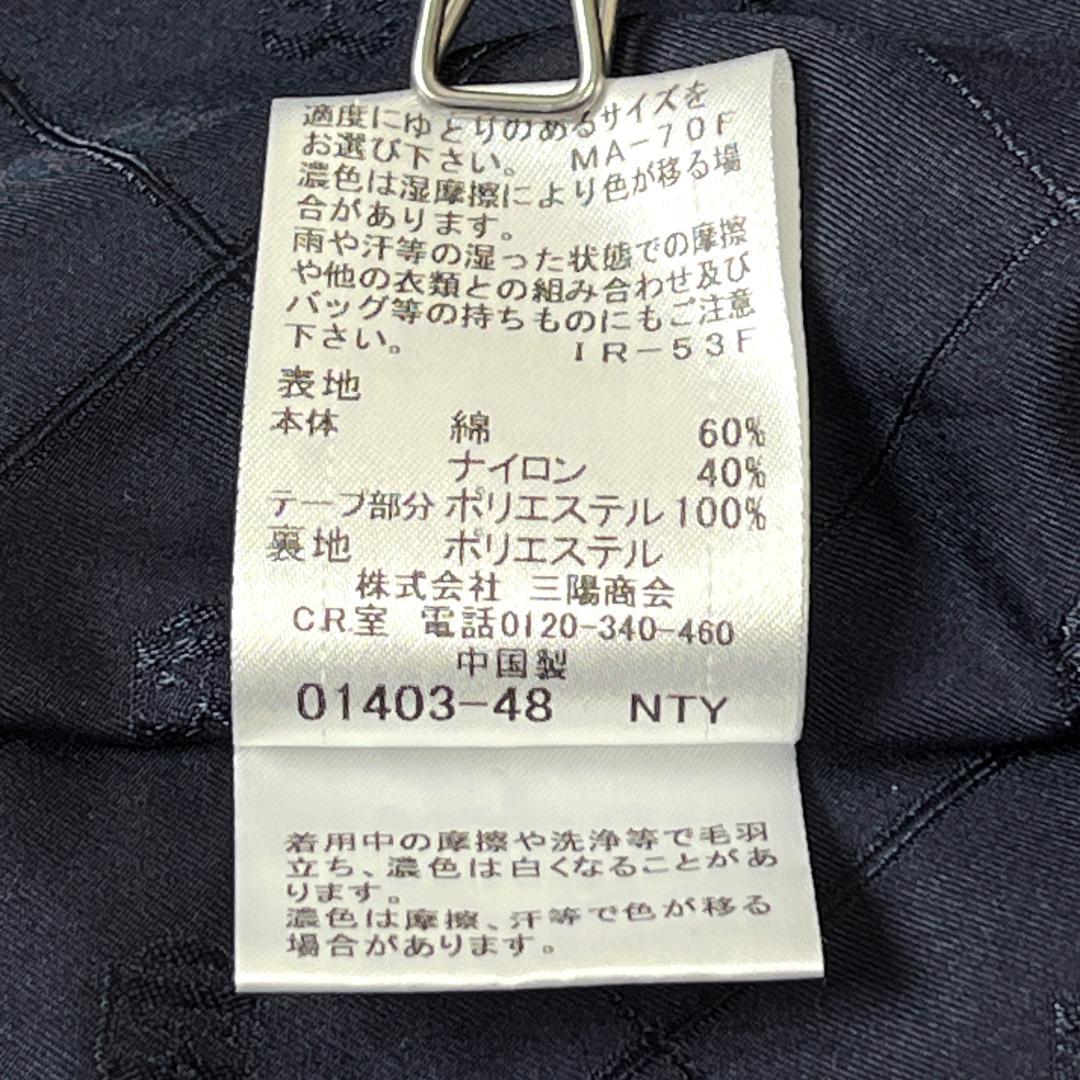 適度にゆとりのあるサイズを
お選び下さい。 MA-70F
濃色は湿摩擦により色が移る場
合があります。
雨や汗等の湿った状態での摩擦
や他の衣類との組み合わせ及び
バッグ等の持ちものにもご注意
下さい。 IR-53F
表地
本体 綿 60%
ナイロン 40%
テープ部分 ポリエステル 100%
裏地 ポリエステル
株式会社 三陽商会
C.R.室 電話0120-340-460
中国製
01403-48 NTY
着用中の摩擦や洗浄等で毛羽
立ち、濃色は白くなることがあ
ります。
濃色は摩擦、汗等で色が移る
場合があります。